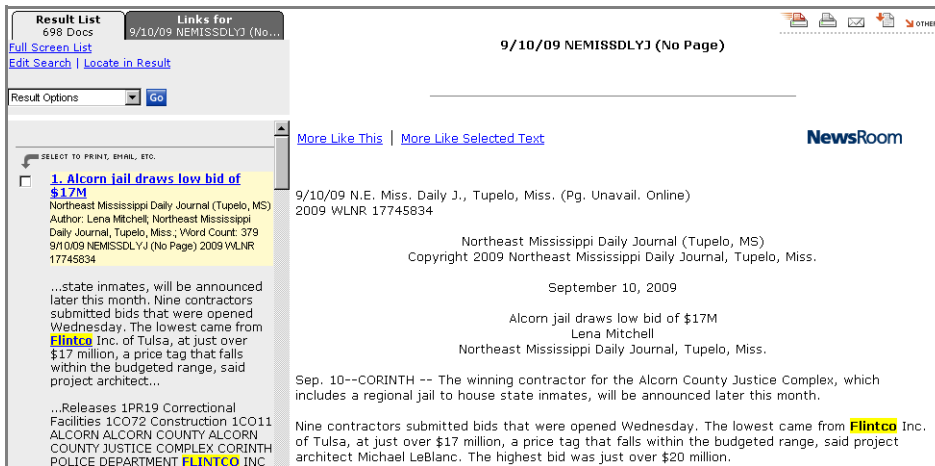 Result List
698 Docs
Links for
9/10/09 NEMISSDLYJ (No...
Full Screen List
Edit Search | Locate in Result
Result Options
Go
SELECT TO PRINT, EMAIL, ETC.
1. Alcorn jail draws low bid of
$17M
Northeast Mississippi Daily Journal (Tupelo, MS)
Author: Lena Mitchell; Northeast Mississippi
Daily Journal, Tupelo, Miss.; Word Count: 379
9/10/09 NEMISSDLYJ (No Page) 2009 WLNR
17745834
...state inmates, will be announced
later this month. Nine contractors
submitted bids that were opened
Wednesday. The lowest came from
Flintco Inc. of Tulsa, at just over
$17 million, a price tag that falls
within the budgeted range, said
project architect...
...Releases 1PR19 Correctional
Facilities 1CO72 Construction 1CO11
ALCORN ALCORN COUNTY ALCORN
COUNTY JUSTICE COMPLEX CORINTH
POLICE DEPARTMENT FLINTCO INC
OTHE
9/10/09 NEMISSDLYJ (No Page)
More Like This | More Like Selected Text
NewsRoom
9/10/09 N.E. Miss. Daily J., Tupelo, Miss. (Pg. Unavail. Online)
2009 WLNR 17745834
Northeast Mississippi Daily Journal (Tupelo, MS)
Copyright 2009 Northeast Mississippi Daily Journal, Tupelo, Miss.
September 10, 2009
Alcorn jail draws low bid of $17M
Lena Mitchell
Northeast Mississippi Daily Journal, Tupelo, Miss.
Sep. 10--CORINTH -- The winning contractor for the Alcorn County Justice Complex, which
includes a regional jail to house state inmates, will be announced later this month.
Nine contractors submitted bids that were opened Wednesday. The lowest came from Flintco Inc.
of Tulsa, at just over $17 million, a price tag that falls within the budgeted range, said project
architect Michael LeBlanc. The highest bid was just over $20 million.